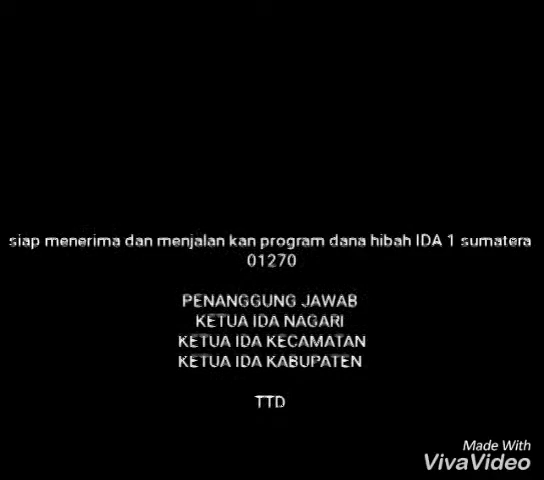 siap menerima dan menjalan kan program dana hibah IDA 1 sumatera
01270
PENANGGUNG JAWAB
KETUA IDA NAGARI
KETUA IDA KECAMATAN
KETUA IDA KABUPATEN
TTD
Made With
VivaVideo